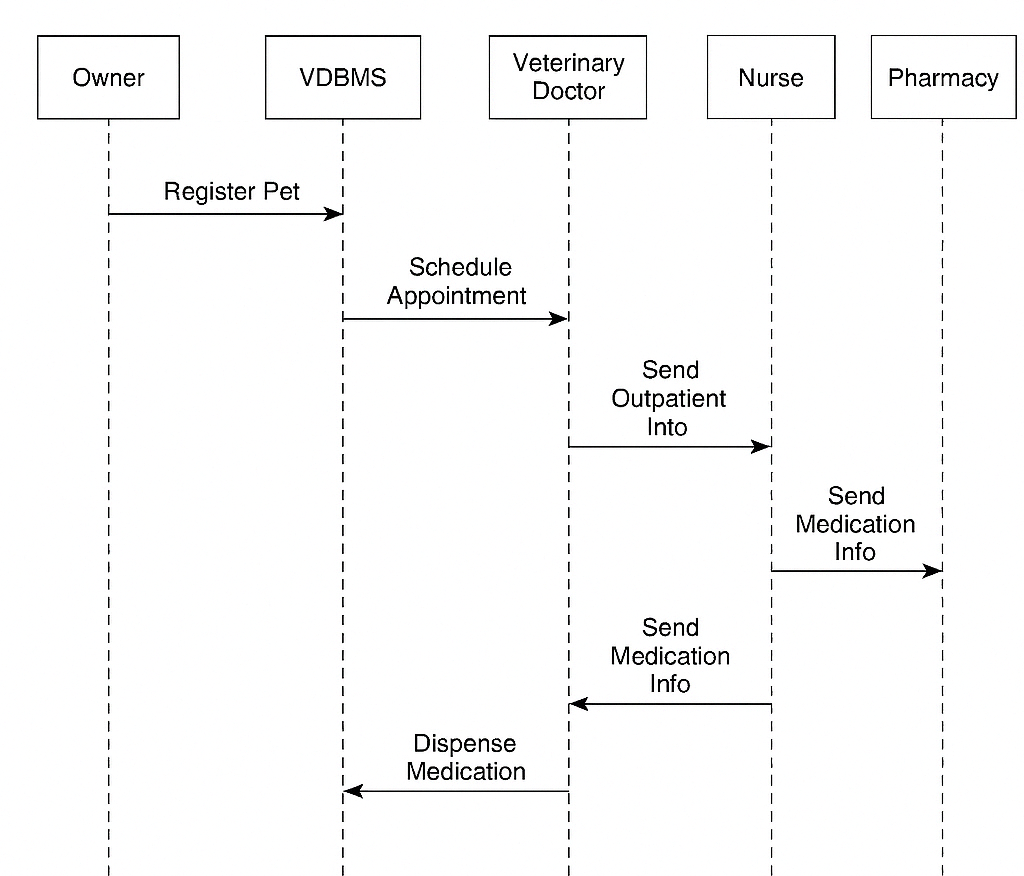 Owner
VDBMS
Veterinary
Doctor
Nurse
Pharmacy
Register Pet
Schedule
Appointment
Send
Outpatient
Into
Send
Medication
Info
Send
Medication
Info
Dispense
Medication